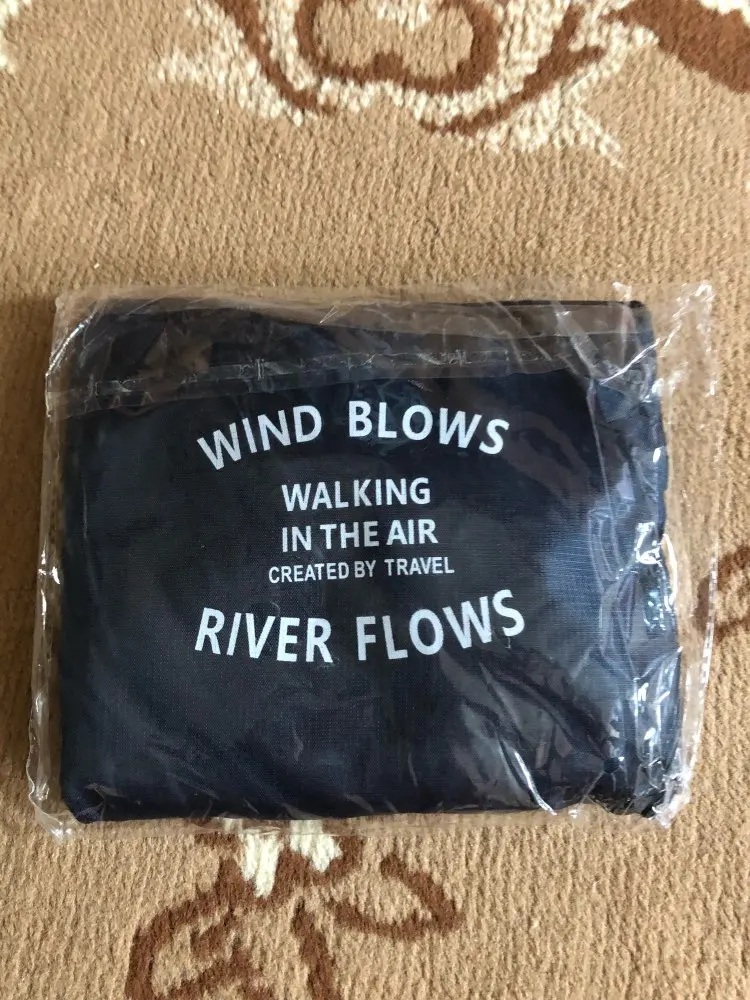 WIND BLOWS
WALKING
IN THE AIR
CREATED BY TRAVEL
RIVER FLOWS